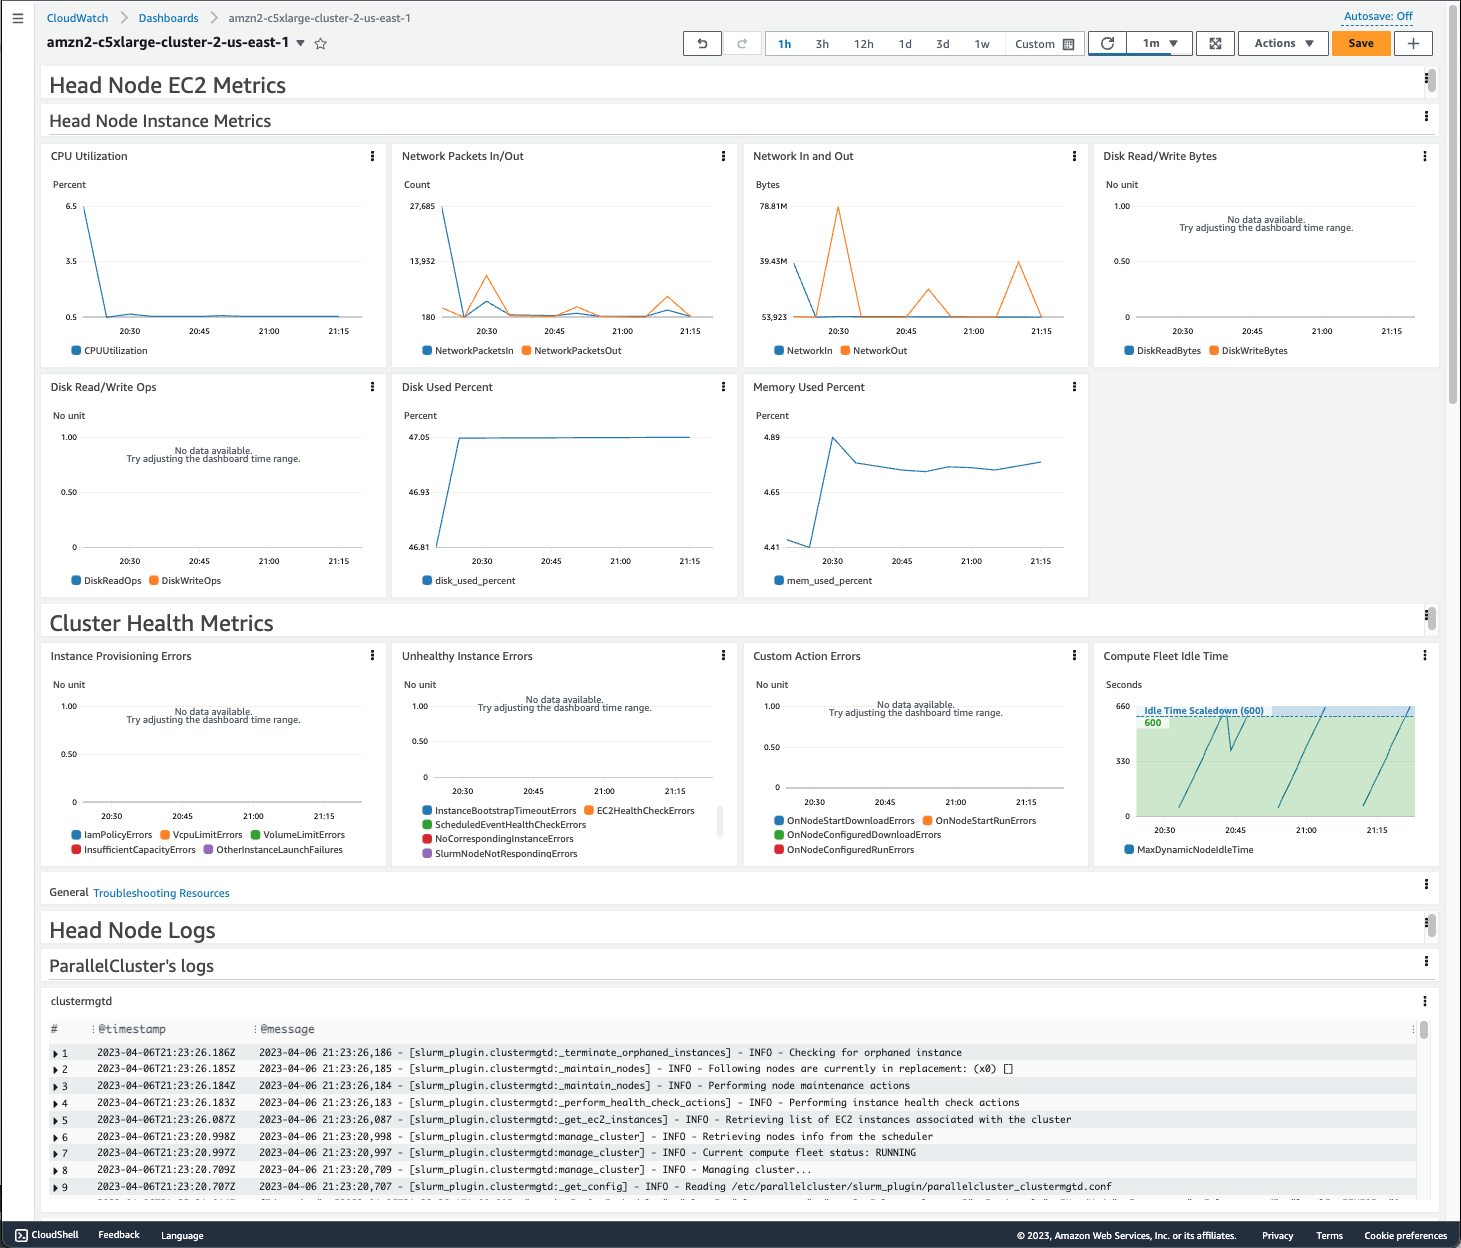 CloudWatch Dashboards amzn2-c5xlarge-cluster-2-us-east-1
Autosave: Off
amzn2-c5xlarge-cluster-2-us-east-1
1h 3h 12h 1d 3d 1w Custom 1m Actions Save
Head Node EC2 Metrics
Head Node Instance Metrics
CPU Utilization
Percent
6.5
3.5
0.5
20:30 20:45 21:00 21:15
CPUUtilization
Network Packets In/Out
Count
27,685
13,932
180
20:30 20:45 21:00 21:15
NetworkPacketsIn NetworkPacketsOut
Network In and Out
Bytes
78.81M
39.43M
53,923
20:30 20:45 21:00 21:15
NetworkIn NetworkOut
Disk Read/Write Bytes
No unit
1.00
No data available.
Try adjusting the dashboard time range.
0.50
0
20:30 20:45 21:00 21:15
DiskReadBytes DiskWriteBytes
Disk Read/Write Ops
No unit
1.00
No data available.
Try adjusting the dashboard time range.
0.50
0
20:30 20:45 21:00 21:15
DiskReadOps DiskWriteOps
Disk Used Percent
Percent
47.05
46.93
46.81
20:30 20:45 21:00 21:15
disk_used_percent
Memory Used Percent
Percent
4.89
4.65
4.41
20:30 20:45 21:00 21:15
mem_used_percent
Cluster Health Metrics
Instance Provisioning Errors
No unit
1.00
No data available.
Try adjusting the dashboard time range.
0.50
0
20:30 20:45 21:00 21:15
IamPolicyErrors VcpuLimitErrors VolumeLimitErrors
InsufficientCapacityErrors OtherInstanceLaunchFailures
Unhealthy Instance Errors
No unit
No data available.
1.00
Try adjusting the dashboard time range.
0.50
0
20:30 20:45 21:00 21:15
InstanceBootstrapTimeoutErrors EC2HealthCheckErrors
ScheduledEventHealthCheckErrors
NoCorrespondingInstanceErrors
SlurmNodeNotRespondingErrors
Custom Action Errors
No unit
1.00
No data available.
Try adjusting the dashboard time range.
0.50
0
20:30 20:45 21:00 21:15
OnNodeStartDownloadErrors OnNodeStartRunErrors
OnNodeConfiguredDownloadErrors
OnNodeConfiguredRunErrors
Compute Fleet Idle Time
Seconds
660
Idle Time Scaledown (600)
600
330
0
20:30 20:45 21:00 21:15
MaxDynamicNodeIdleTime
General Troubleshooting Resources
Head Node Logs
ParallelCluster's logs
clustermgtd
# @timestamp @message
1 2023-04-06T21:23:26.186Z 2023-04-06 21:23:26,186 - [slurm_plugin.clustermgtd:_terminate_orphaned_instances] - INFO - Checking for orphaned instance
2 2023-04-06T21:23:26.185Z 2023-04-06 21:23:26,185 - [slurm_plugin.clustermgtd:_maintain_nodes] - INFO - Following nodes are currently in replacement: (x0) []
3 2023-04-06T21:23:26.184Z 2023-04-06 21:23:26,184 - [slurm_plugin.clustermgtd:_maintain_nodes] - INFO - Performing node maintenance actions
4 2023-04-06T21:23:26.183Z 2023-04-06 21:23:26,183 - [slurm_plugin.clustermgtd:_perform_health_check_actions] - INFO - Performing instance health check actions
5 2023-04-06T21:23:26.087Z 2023-04-06 21:23:26,087 - [slurm_plugin.clustermgtd:_get_ec2_instances] - INFO - Retrieving list of EC2 instances associated with the cluster
6 2023-04-06T21:23:20.998Z 2023-04-06 21:23:20,998 - [slurm_plugin.clustermgtd:manage_cluster] - INFO - Retrieving nodes info from the scheduler
7 2023-04-06T21:23:20.997Z 2023-04-06 21:23:20,997 - [slurm_plugin.clustermgtd:manage_cluster] - INFO - Current compute fleet status: RUNNING
8 2023-04-06T21:23:20.709Z 2023-04-06 21:23:20,709 - [slurm_plugin.clustermgtd:manage_cluster] - INFO - Managing cluster...
9 2023-04-06T21:23:20.707Z 2023-04-06 21:23:20,707 - [slurm_plugin.clustermgtd:_get_config] - INFO - Reading /etc/parallelcluster/slurm_plugin/parallelcluster_clustermgtd.conf
CloudShell Feedback Language
© 2023, Amazon Web Services, Inc. or its affiliates. Privacy Terms Cookie preferences